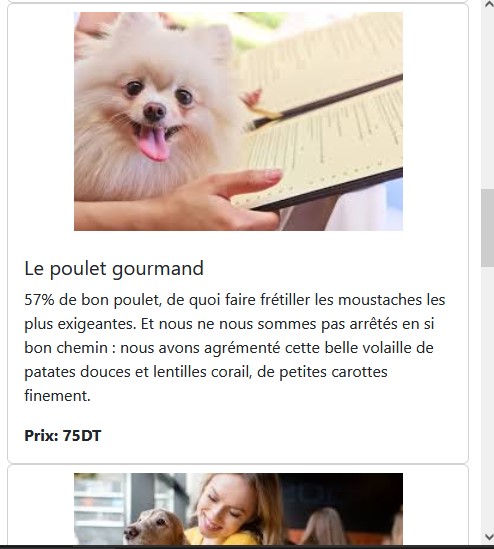 Le poulet gourmand
57% de bon poulet, de quoi faire frétiller les moustaches les
plus exigeantes. Et nous ne nous sommes pas arrêtés en si
bon chemin : nous avons agrémenté cette belle volaille de
patates douces et lentilles corail, de petites carottes
finement.
Prix: 75DT